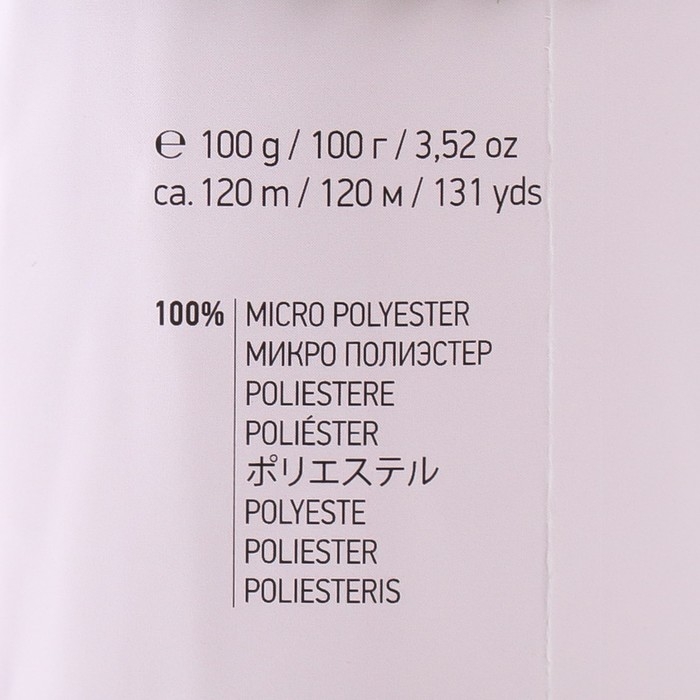 ℮ 100 g / 100 г / 3,52 oz
ca. 120 m / 120 м / 131 yds
100% MICRO POLYESTER
МИКРО ПОЛИЭСТЕР
POLIESTERE
POLIÉSTER
ポリエステル
POLYESTE
POLIESTER
POLIESTERIS